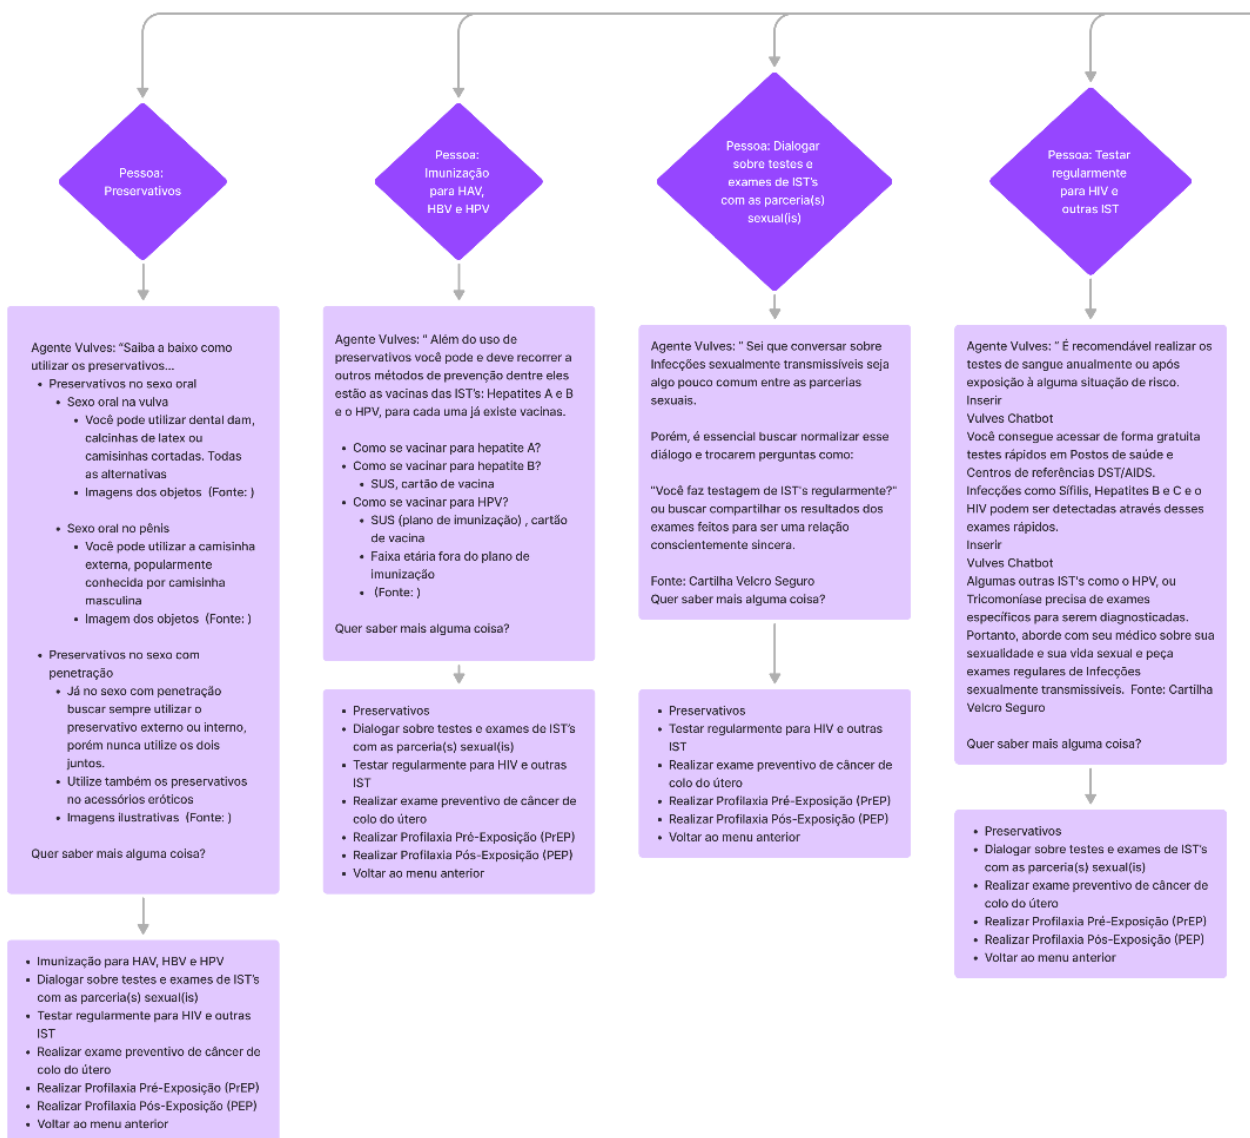 Pessoa:
Preservativos
Pessoa:
Imunização
para HAV,
HBV e HPV
Pessoa: Dialogar
sobre testes e
exames de IST's
com as parceria(s)
sexual(is)
Pessoa: Testar
regularmente
para HIV e
outras IST
Agente Vulves: “Saiba a baixo como
utilizar os preservativos...
• Preservativos no sexo oral
• Sexo oral na vulva
▪ Você pode utilizar dental dam,
calcinhas de latex ou
camisinhas cortadas. Todas
as alternativas
▪ Imagens dos objetos (Fonte: )
• Sexo oral no pênis
▪ Você pode utilizar a camisinha
externa, popularmente
conhecida por camisinha
masculina
▪ Imagem dos objetos (Fonte: )
• Preservativos no sexo com
penetração
• Já no sexo com penetração
buscar sempre utilizar o
preservativo externo ou interno,
porém nunca utilize os dois
juntos.
• Utilize também os preservativos
no acessórios eróticos
• Imagens ilustrativas (Fonte: )
Quer saber mais alguma coisa?
• Imunização para HAV, HBV e HPV
• Dialogar sobre testes e exames de IST's
com as parceria(s) sexual(is)
• Testar regularmente para HIV e outras
IST
• Realizar exame preventivo de câncer de
colo do útero
• Realizar Profilaxia Pré-Exposição (PrEP)
• Realizar Profilaxia Pós-Exposição (PEP)
• Voltar ao menu anterior
Agente Vulves: “ Além do uso de
preservativos você pode e deve recorrer a
outros métodos de prevenção dentre eles
estão as vacinas das IST's: Hepatites A e B
e o HPV, para cada uma já existe vacinas.
• Como se vacinar para hepatite A?
• Como se vacinar para hepatite B?
• SUS, cartão de vacina
• Como se vacinar para HPV?
• SUS (plano de imunização) , cartão
de vacina
• Faixa etária fora do plano de
imunização
• (Fonte: )
Quer saber mais alguma coisa?
• Preservativos
• Dialogar sobre testes e exames de IST's
com as parceria(s) sexual(is)
• Testar regularmente para HIV e outras
IST
• Realizar exame preventivo de câncer de
colo do útero
• Realizar Profilaxia Pré-Exposição (PrEP)
• Realizar Profilaxia Pós-Exposição (PEP)
• Voltar ao menu anterior
Agente Vulves: “ Sei que conversar sobre
Infecções sexualmente transmissíveis seja
algo pouco comum entre as parcerias
sexuais.
Porém, é essencial buscar normalizar esse
diálogo e trocarem perguntas como:
"Você faz testagem de IST's regularmente?"
ou buscar compartilhar os resultados dos
exames feitos para ser uma relação
conscientemente sincera.
Fonte: Cartilha Velcro Seguro
Quer saber mais alguma coisa?
• Preservativos
• Testar regularmente para HIV e outras
IST
• Realizar exame preventivo de câncer de
colo do útero
• Realizar Profilaxia Pré-Exposição (PrEP)
• Realizar Profilaxia Pós-Exposição (PEP)
• Voltar ao menu anterior
Agente Vulves: “ É recomendável realizar os
testes de sangue anualmente ou após
exposição à alguma situação de risco.
Inserir
Vulves Chatbot
Você consegue acessar de forma gratuita
testes rápidos em Postos de saúde e
Centros de referências DST/AIDS.
Infecções como Sífilis, Hepatites B e C e o
HIV podem ser detectadas através desses
exames rápidos.
Inserir
Vulves Chatbot
Algumas outras IST's como o HPV, ou
Tricomoníase precisa de exames
específicos para serem diagnosticadas.
Portanto, aborde com seu médico sobre sua
sexualidade e sua vida sexual e peça
exames regulares de Infecções
sexualmente transmissíveis. Fonte: Cartilha
Velcro Seguro
Quer saber mais alguma coisa?
• Preservativos
• Dialogar sobre testes e exames de IST's
com as parceria(s) sexual(is)
• Realizar exame preventivo de câncer de
colo do útero
• Realizar Profilaxia Pré-Exposição (PrEP)
• Realizar Profilaxia Pós-Exposição (PEP)
• Voltar ao menu anterior